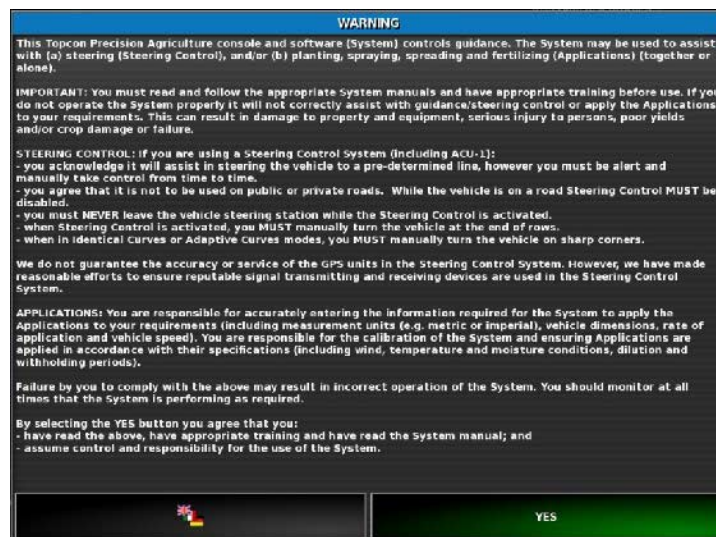 WARNING
This Topcon Precision Agriculture console and software (System) controls guidance. The System may be used to assist
with (a) steering (Steering Control), and/or (b) planting, spraying, spreading and fertilizing (Applications) (together or
alone).
IMPORTANT: You must read and follow the appropriate System manuals and have appropriate training before use. If you
do not operate the System properly it will not correctly assist with guidance/steering control or apply the Applications
to your requirements. This can result in damage to property and equipment, serious injury to persons, poor yields
and/or crop damage or failure.
STEERING CONTROL: If you are using a Steering Control System (including ACU-1):
- you acknowledge it will assist in steering the vehicle to a pre-determined line, however you must be alert and
manually take control from time to time.
- you agree that it is not to be used on public or private roads. While the vehicle is on a road Steering Control MUST be
disabled.
- you must NEVER leave the vehicle steering station while the Steering Control is activated.
- when Steering Control is activated, you MUST manually turn the vehicle at the end of rows.
- when in Identical Curves or Adaptive Curves modes, you MUST manually turn the vehicle on sharp corners.
We do not guarantee the accuracy or service of the GPS units in the Steering Control System. However, we have made
reasonable efforts to ensure reputable signal transmitting and receiving devices are used in the Steering Control
System.
APPLICATIONS: You are responsible for accurately entering the information required for the System to apply the
Applications to your requirements (including measurement units (e.g. metric or imperial), vehicle dimensions, rate of
application and vehicle speed). You are responsible for the calibration of the System and ensuring Applications are
applied in accordance with their specifications (including wind, temperature and moisture conditions, dilution and
withholding periods).
Failure by you to comply with the above may result in incorrect operation of the System. You should monitor at all
times that the System is performing as required.
By selecting the YES button you agree that you:
- have read the above, have appropriate training and have read the System manual; and
- assume control and responsibility for the use of the System.
YES